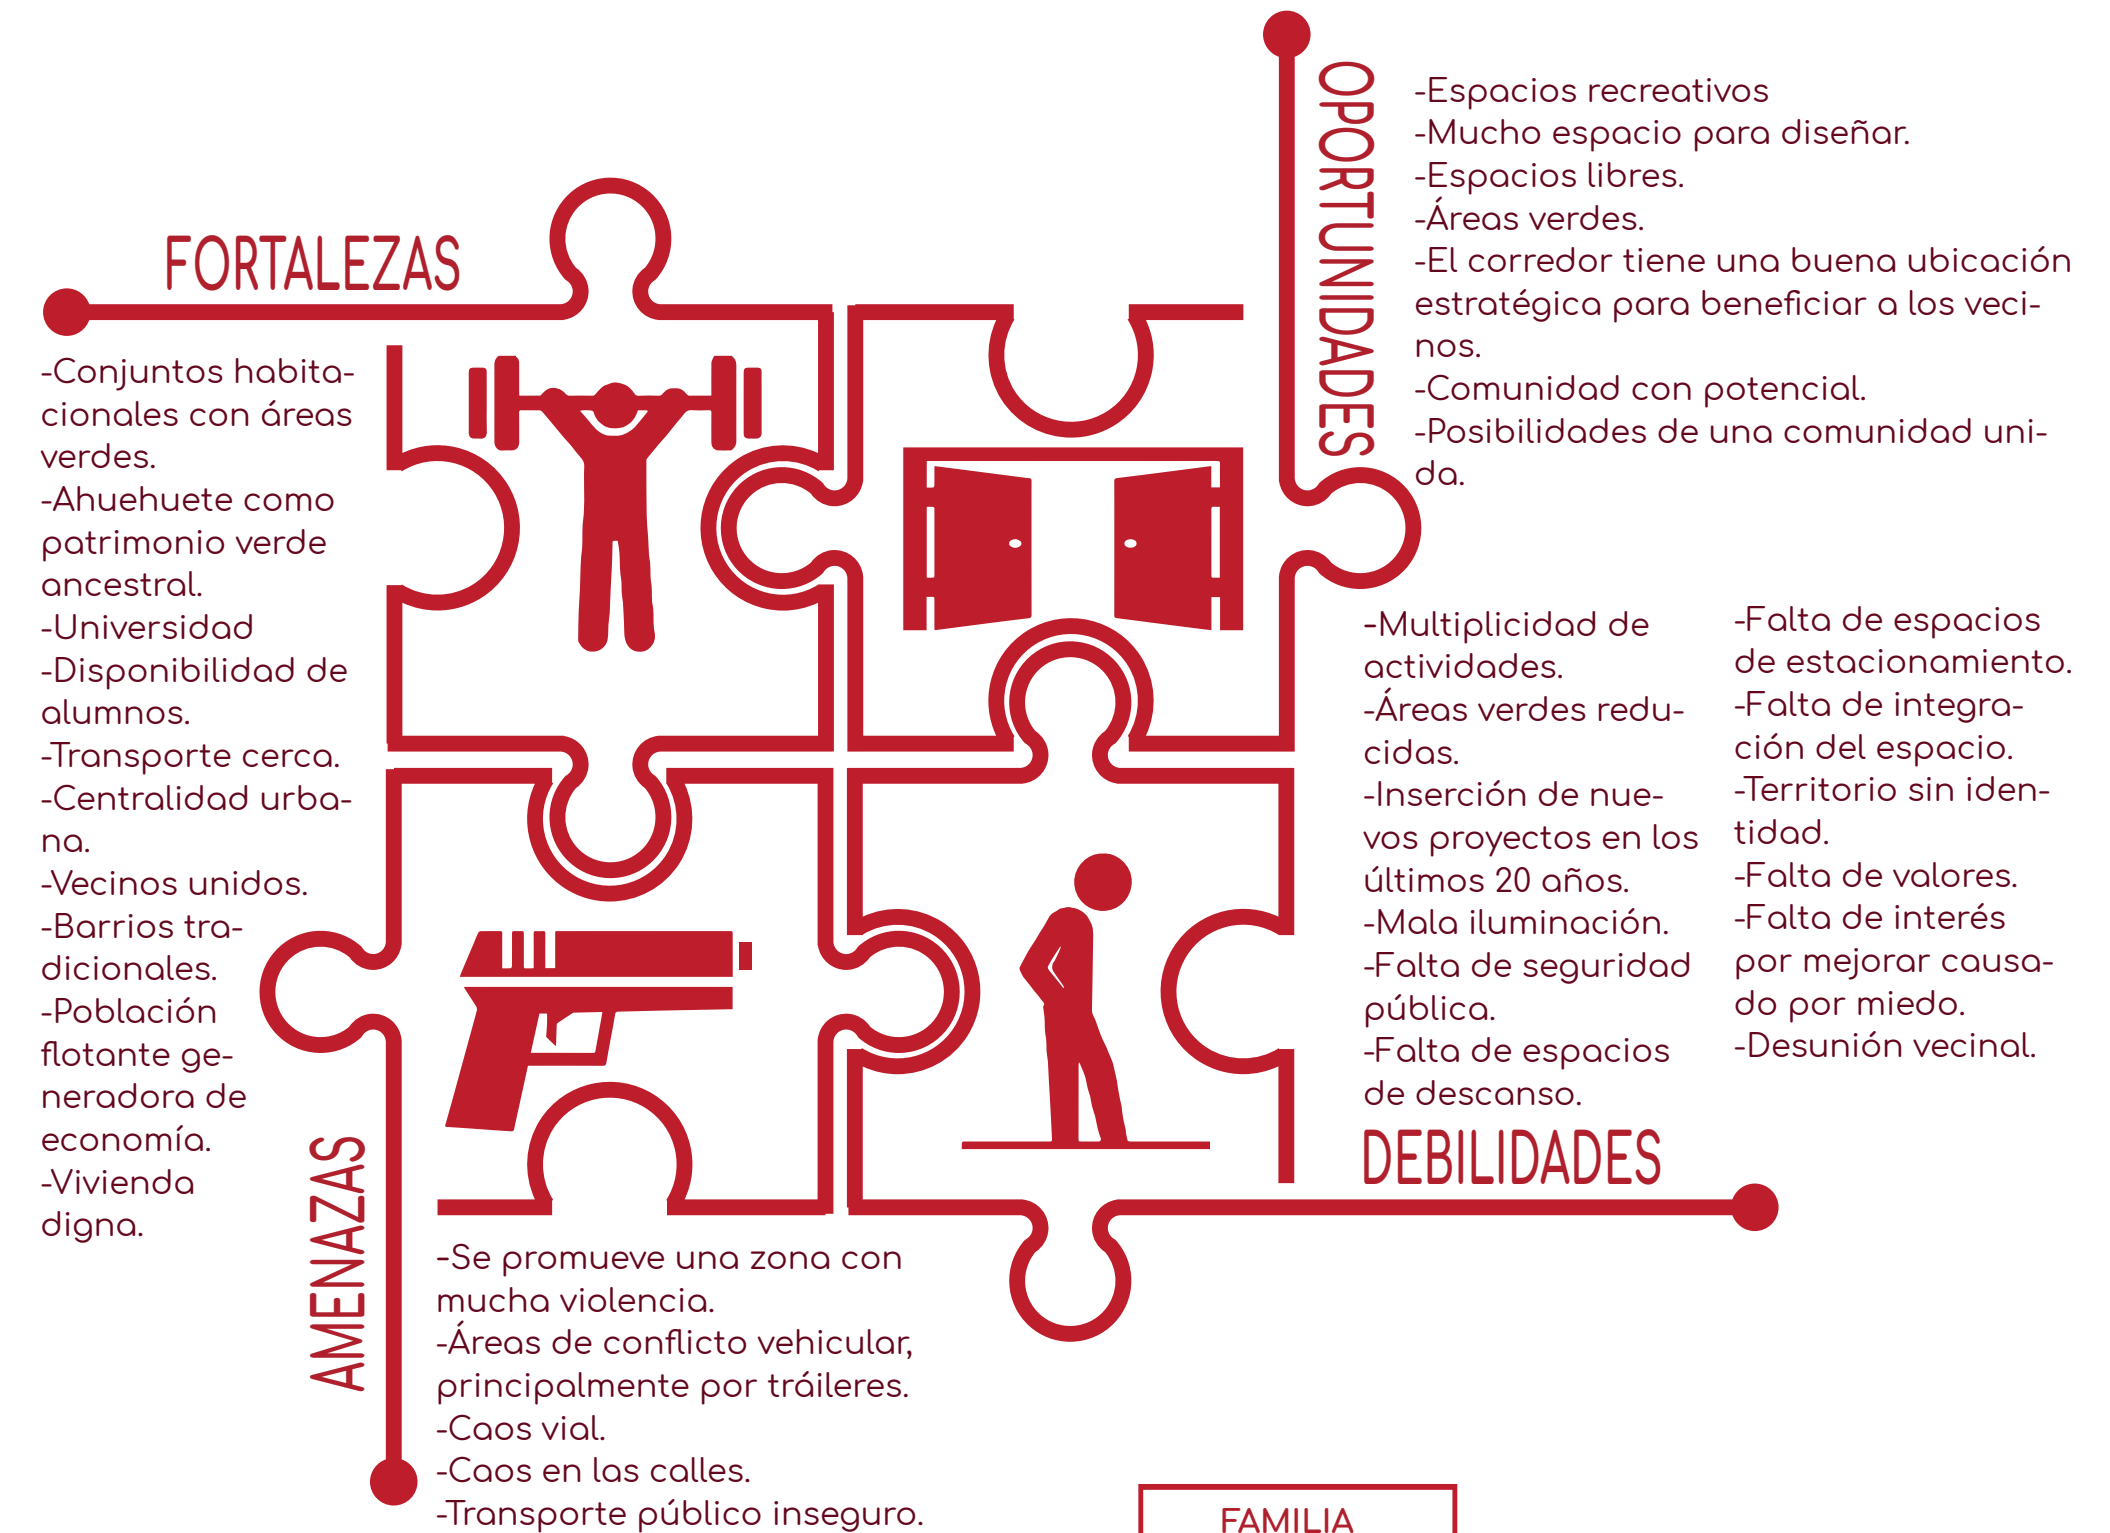 FORTALEZAS
-Conjuntos habita-
cionales con áreas
verdes.
-Ahuehuete como
patrimonio verde
ancestral.
-Universidad
-Disponibilidad de
alumnos.
-Transporte cerca.
-Centralidad urba-
na.
-Vecinos unidos.
-Barrios tra-
dicionales.
-Población
flotante ge-
neradora de
economía.
-Vivienda
digna.
OPORTUNIDADES
-Espacios recreativos
-Mucho espacio para diseñar.
-Espacios libres.
-Áreas verdes.
-El corredor tiene una buena ubicación
estratégica para beneficiar a los veci-
nos.
-Comunidad con potencial.
-Posibilidades de una comunidad uni-
da.
-Multiplicidad de
actividades.
-Áreas verdes redu-
cidas.
-Inserción de nue-
vos proyectos en los
últimos 20 años.
-Mala iluminación.
-Falta de seguridad
pública.
-Falta de espacios
de descanso.
-Falta de espacios
de estacionamiento.
-Falta de integra-
ción del espacio.
-Territorio sin iden-
tidad.
-Falta de valores.
-Falta de interés
por mejorar causa-
do por miedo.
-Desunión vecinal.
DEBILIDADES
AMENAZAS
-Se promueve una zona con
mucha violencia.
-Áreas de conflicto vehicular,
principalmente por tráileres.
-Caos vial.
-Caos en las calles.
-Transporte público inseguro.
FAMILIA